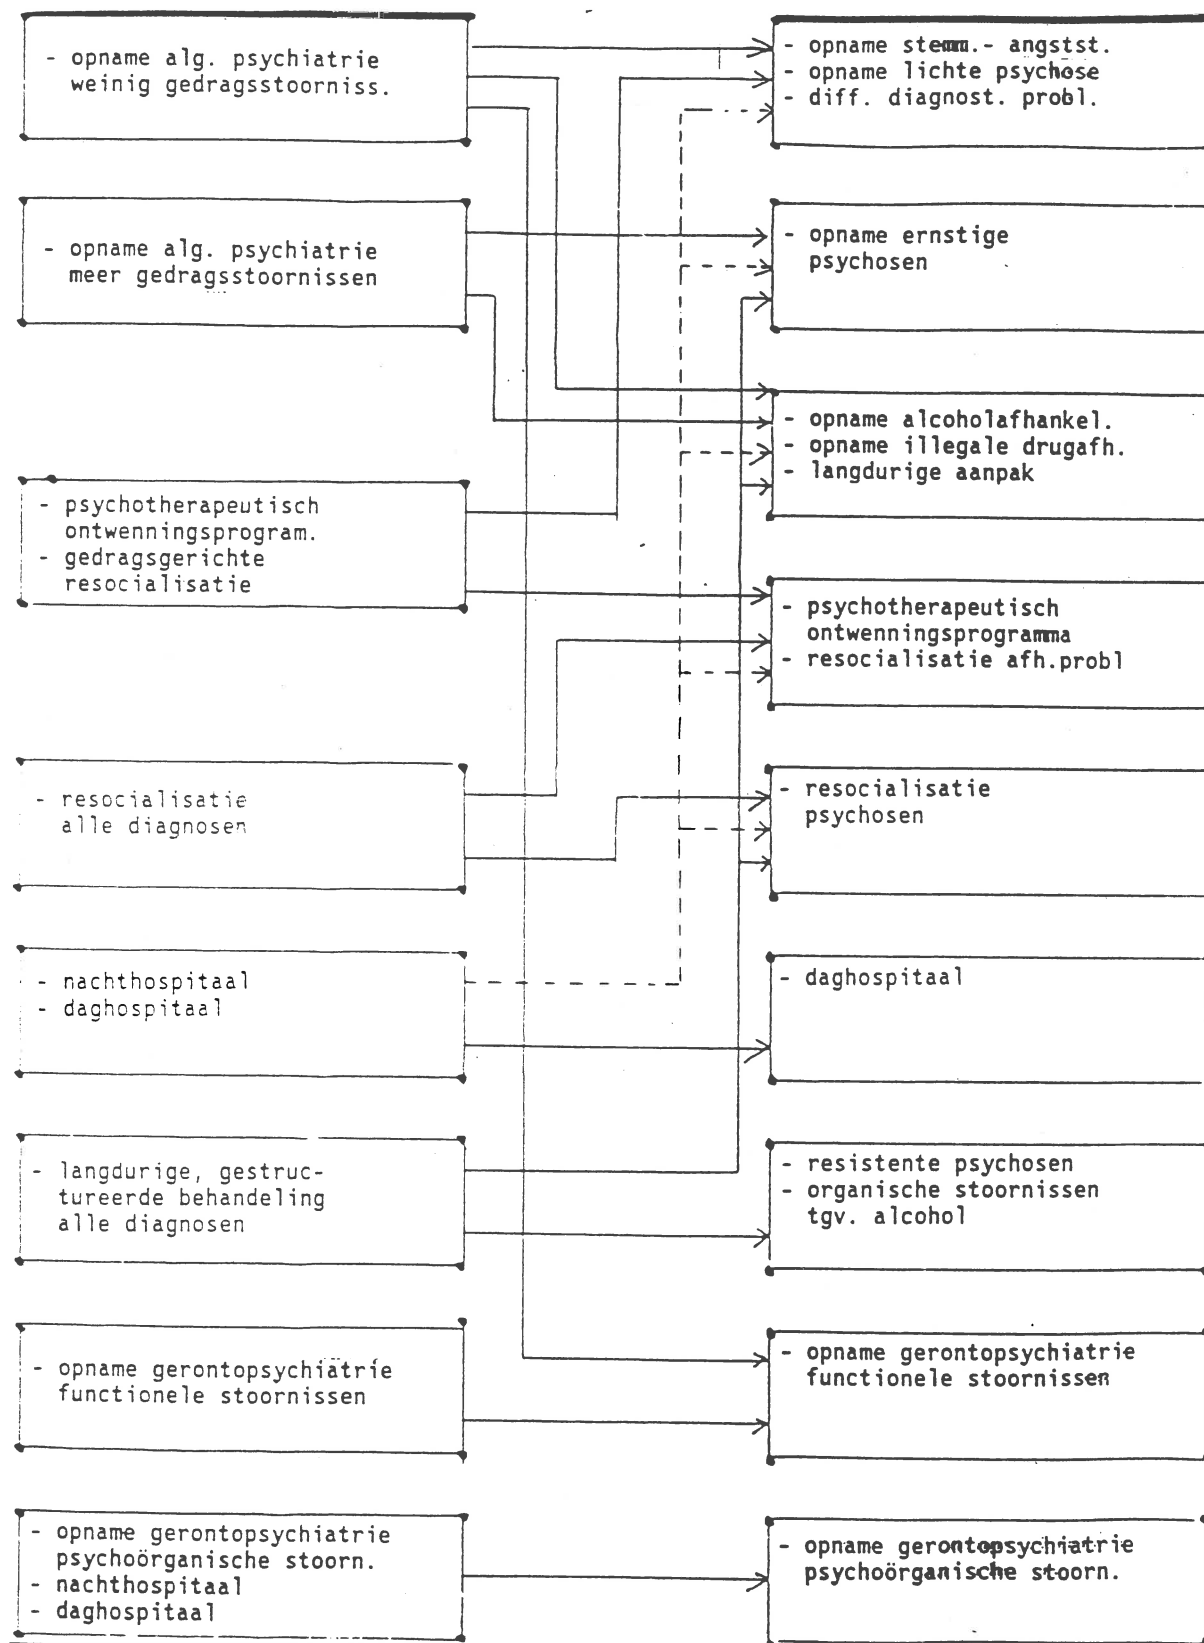 - opname alg. psychiatrie
weinig gedragsstoorniss.
- opname alg. psychiatrie
meer gedragsstoornissen
- psychotherapeutisch
ontwenningsprogram.
- gedragsgerichte
resocialisatie
- resocialisatie
alle diagnosen
- nachthospitaal
- daghospitaal
- langdurige, gestruc-
tureerde behandeling
alle diagnosen
- opname gerontopsychiatrie
functionele stoornissen
- opname gerontopsychiatrie
psychoörganische stoorn.
- nachthospitaal
- daghospitaal
- opname stemm.- angstst.
- opname lichte psychose
- diff. diagnost. probl.
- opname ernstige
psychosen
- opname alcoholafhankel.
- opname illegale drugafh.
- langdurige aanpak
- psychotherapeutisch
ontwenningsprogramma
- resocialisatie afh.probl
- resocialisatie
psychosen
- daghospitaal
- resistente psychosen
- organische stoornissen
tgv. alcohol
- opname gerontopsychiatrie
functionele stoornissen
- opname gerontopsychiatrie
psychoörganische stoorn.